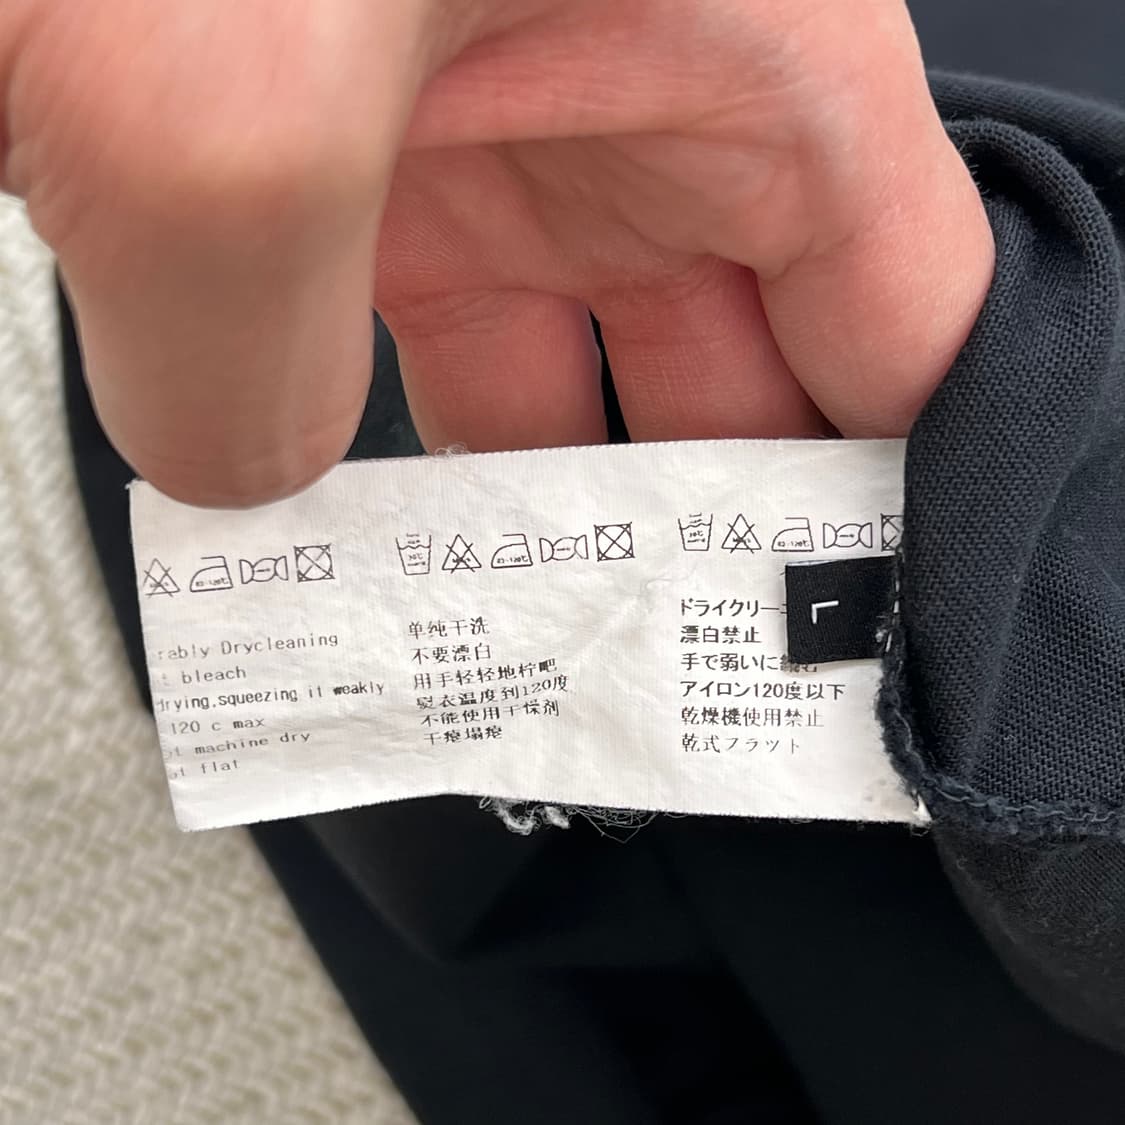 rably Drycleaning
t bleach
drying,squeezing it weakly
120 c max
ot machine dry
at flat
单纯干洗
不要漂白
用手轻轻地柠吧
熨衣温度到120度
不能使用干燥剂
干瘪塌瘪
ドライクリー
漂白禁止
手で弱いに
アイロン120度以下
乾燥機使用禁止
乾式フラット
L